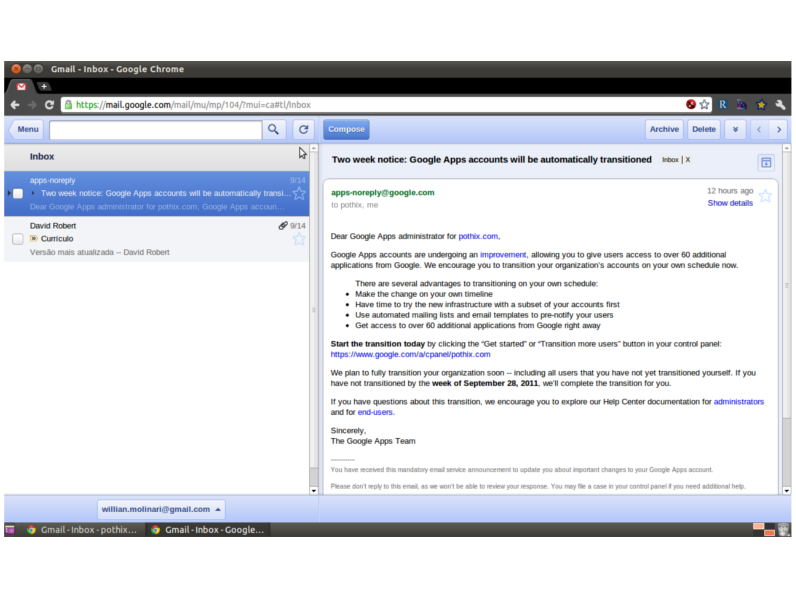 Gmail - Inbox - Google Chrome
https://mail.google.com/mail/mu/mp/104/?mui=ca#tl/Inbox
R
Menu
Compose
Archive
Delete
Inbox
apps-noreply
9/14
Two week notice: Google Apps accounts will be automatically transi...
Dear Google Apps administrator for pothix.com, Google Apps accoun...
David Robert
9/14
Currículo
Versão mais atualizada -- David Robert
Two week notice: Google Apps accounts will be automatically transitioned Inbox | X
apps-noreply@google.com
12 hours ago
to pothix, me
Show details
Dear Google Apps administrator for pothix.com,
Google Apps accounts are undergoing an improvement, allowing you to give users access to over 60 additional
applications from Google. We encourage you to transition your organization's accounts on your own schedule now.
There are several advantages to transitioning on your own schedule:
• Make the change on your own timeline
• Have time to try the new infrastructure with a subset of your accounts first
• Use automated mailing lists and email templates to pre-notify your users
• Get access to over 60 additional applications from Google right away
Start the transition today by clicking the "Get started" or "Transition more users" button in your control panel:
https://www.google.com/a/cpanel/pothix.com
We plan to fully transition your organization soon -- including all users that you have not yet transitioned yourself. If you
have not transitioned by the week of September 28, 2011, we'll complete the transition for you.
If you have questions about this transition, we encourage you to explore our Help Center documentation for administrators
and for end-users.
Sincerely,
The Google Apps Team
You have received this mandatory email service announcement to update you about important changes to your Google Apps account.
Please don't reply to this email, as we won't be able to review your response. You may file a case in your control panel if you need additional help.
willian.molinari@gmail.com
Gmail - Inbox - pothix...
Gmail - Inbox - Google...